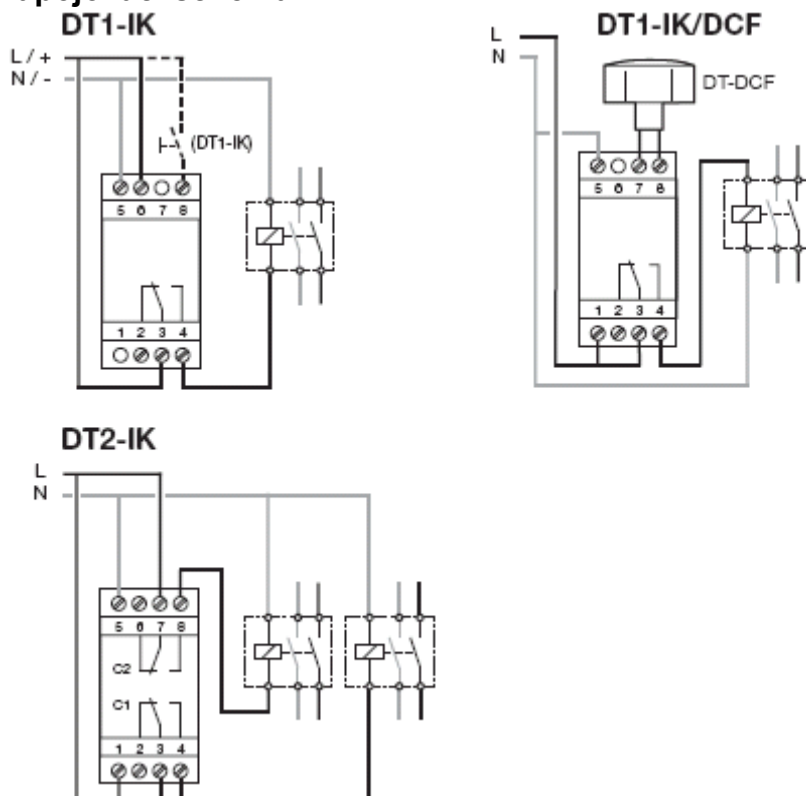 DT1-IK
L / +
N / -
(DT1-IK)
5 6 7 8
1 2 3 4
DT1-IK/DCF
L
N
DT-DCF
5 6 7 8
1 2 3 4
DT2-IK
L
N
5 6 7 8
C2
C1
1 2 3 4